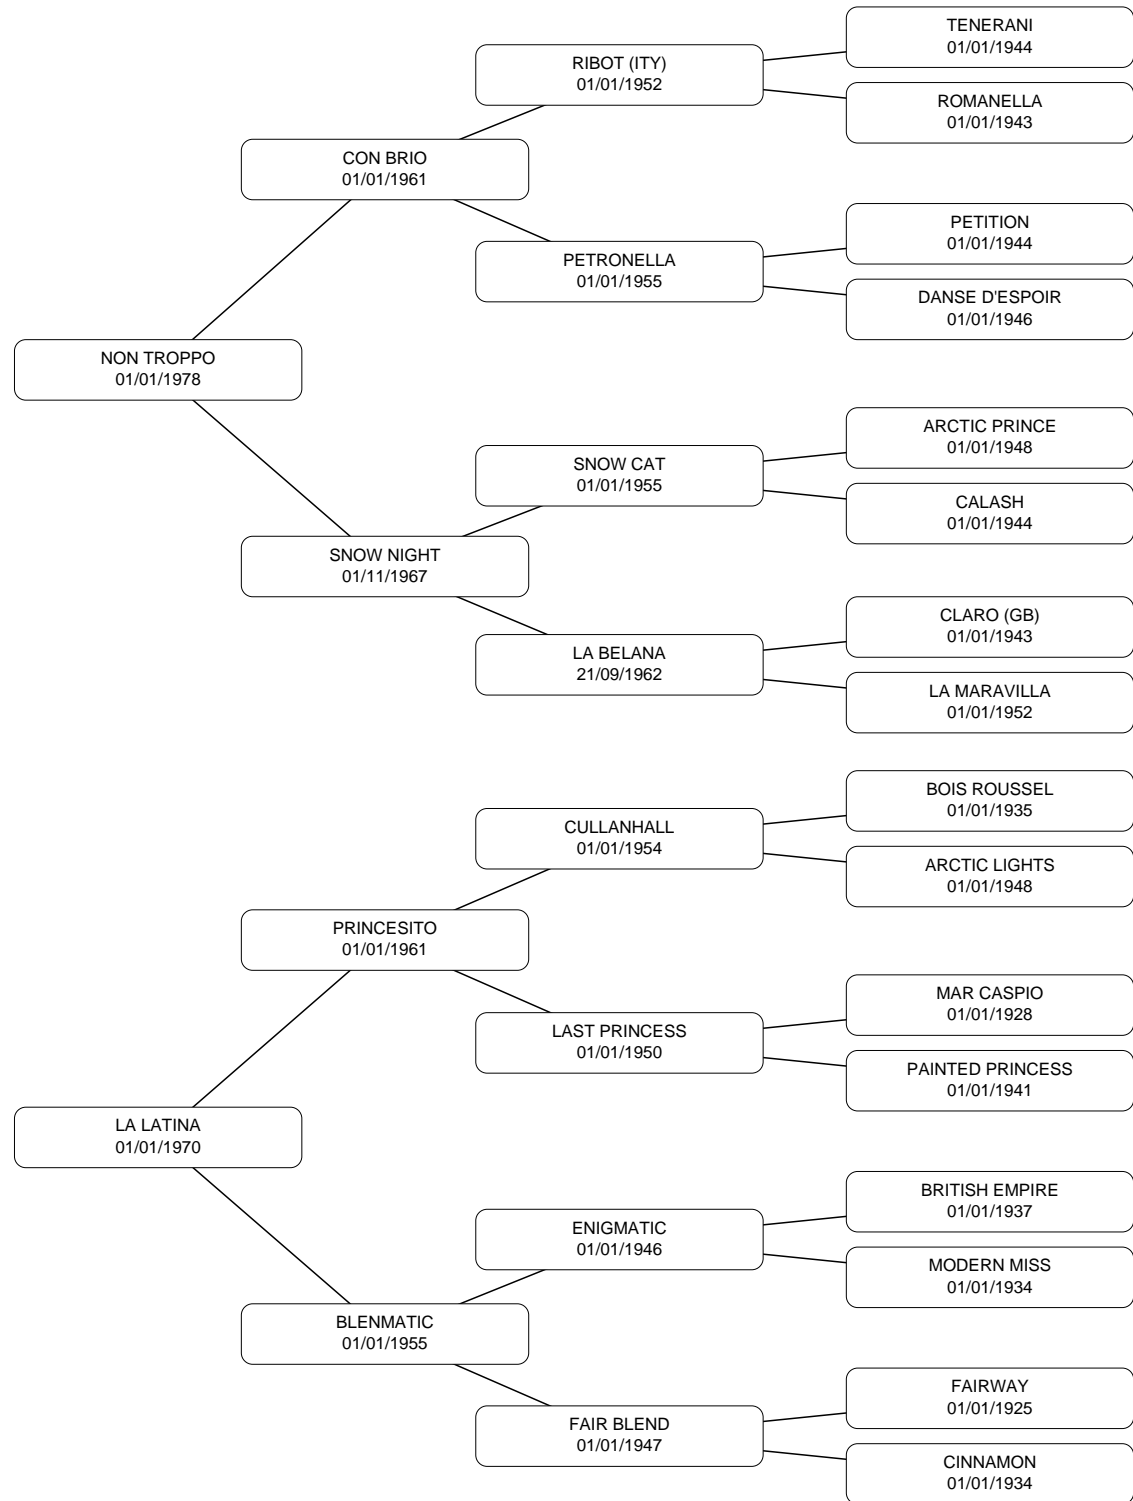 TENERANI
01/01/1944
RIBOT (ITY)
01/01/1952
ROMANELLA
01/01/1943
CON BRIO
01/01/1961
PETITION
01/01/1944
PETRONELLA
01/01/1955
DANSE D'ESPOIR
01/01/1946
NON TROPPO
01/01/1978
ARCTIC PRINCE
01/01/1948
SNOW CAT
01/01/1955
CALASH
01/01/1944
SNOW NIGHT
01/11/1967
CLARO (GB)
01/01/1943
LA BELANA
21/09/1962
LA MARAVILLA
01/01/1952
BOIS ROUSSEL
01/01/1935
CULLANHALL
01/01/1954
ARCTIC LIGHTS
01/01/1948
PRINCESITO
01/01/1961
MAR CASPIO
01/01/1928
LAST PRINCESS
01/01/1950
PAINTED PRINCESS
01/01/1941
LA LATINA
01/01/1970
BRITISH EMPIRE
01/01/1937
ENIGMATIC
01/01/1946
MODERN MISS
01/01/1934
BLENMATIC
01/01/1955
FAIRWAY
01/01/1925
FAIR BLEND
01/01/1947
CINNAMON
01/01/1934